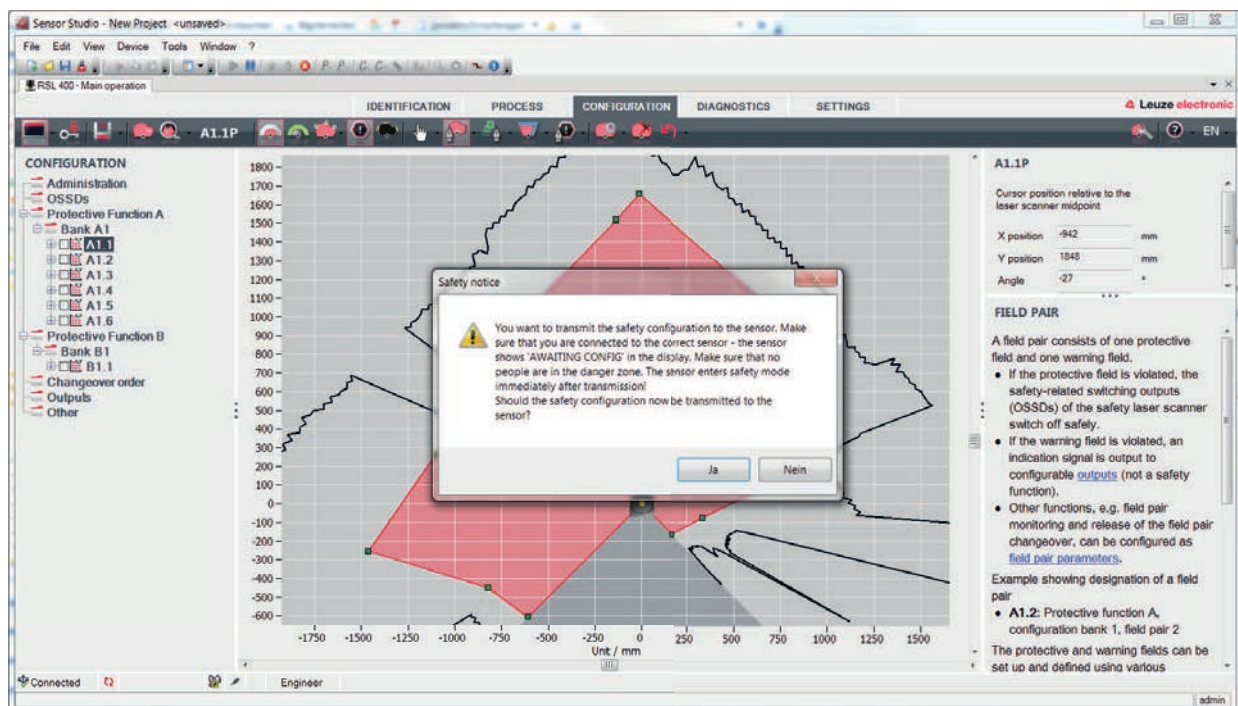 Sensor Studio - New Project <unsaved>
File Edit View Device Tools Window ?
RSL 400 - Main operation
IDENTIFICATION PROCESS CONFIGURATION DIAGNOSTICS SETTINGS
Leuze electronic
A1.1P
EN
CONFIGURATION
Administration
OSSDs
Protective Function A
Bank A1
A1.1
A1.2
A1.3
A1.4
A1.5
A1.6
Protective Function B
Bank B1
B1.1
Changeover order
Outputs
Other
1800
1700
1600
1500
1400
1300
1200
1100
1000
900
800
700
600
500
400
300
200
100
0
-100
-200
-300
-400
-500
-600
-1750 -1250 -1000 -750 -500 -250 0 250 500 750 1000 1250 1500
Unt / mm
Safety notice
You want to transmit the safety configuration to the sensor. Make
sure that you are connected to the correct sensor - the sensor
shows 'AWAITING CONFIG' in the display. Make sure that no
people are in the danger zone. The sensor enters safety mode
immediately after transmission!
Should the safety configuration now be transmitted to the
sensor?
Ja Nein
A1.1P
Cursor position relative to the
laser scanner midpoint
X position -942 mm
Y position 1848 mm
Angle -27 °
FIELD PAIR
A field pair consists of one protective
field and one warning field.
• If the protective field is violated, the
safety-related switching outputs
(OSSDs) of the safety laser scanner
switch off safely.
• If the warning field is violated, an
indication signal is output to
configurable outputs (not a safety
function).
• Other functions, e.g. field pair
monitoring and release of the field pair
changeover, can be configured as
field pair parameters.
Example showing designation of a field
pair
• A1.2: Protective function A,
configuration bank 1, field pair 2
The protective and warning fields can be
set up and defined using various
Connected
Engineer
admin